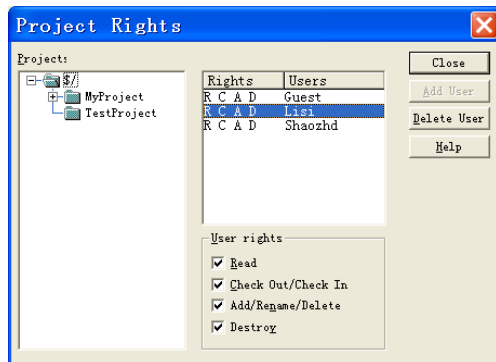 Project Rights
Projects:
$/
MyProject
TestProject
Rights Users
R C A D Guest
R C A D Lisi
R C A D Shaozhd
Close
Add User
Delete User
Help
User rights
Read
Check Out/Check In
Add/Rename/Delete
Destroy